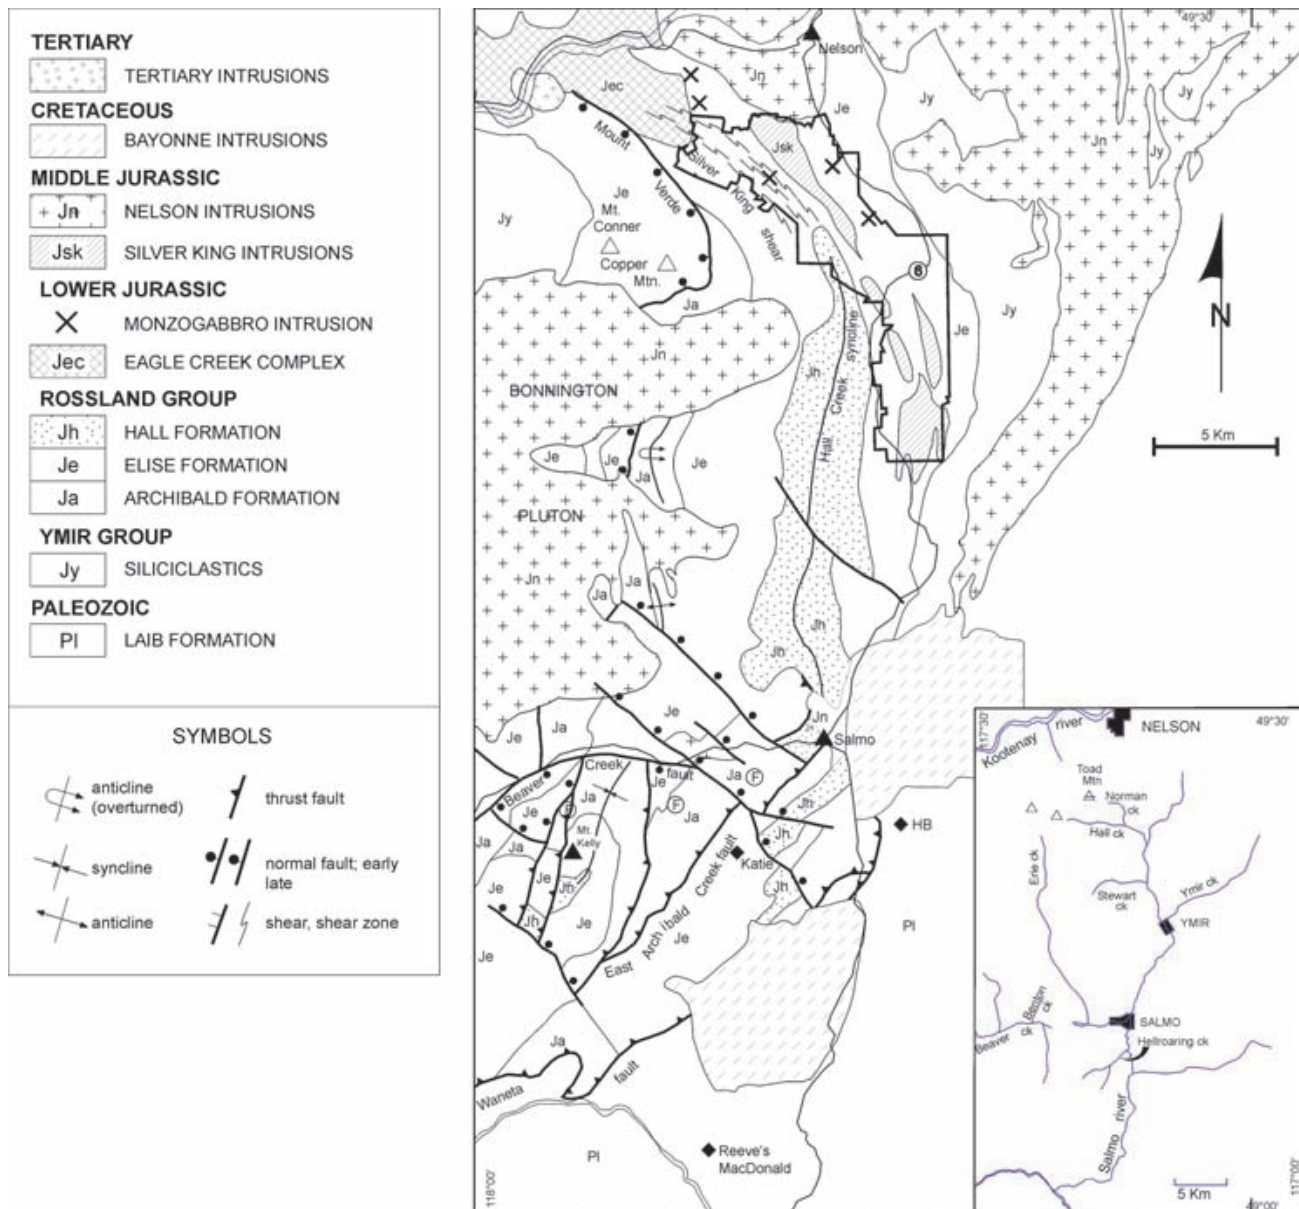 TERTIARY
TERTIARY INTRUSIONS
CRETACEOUS
BAYONNE INTRUSIONS
MIDDLE JURASSIC
Jn NELSON INTRUSIONS
Jsk SILVER KING INTRUSIONS
LOWER JURASSIC
MONZOGABBRO INTRUSION
Jec EAGLE CREEK COMPLEX
ROSSLAND GROUP
Jh HALL FORMATION
Je ELISE FORMATION
Ja ARCHIBALD FORMATION
YMIR GROUP
Jy SILICICLASTICS
PALEOZOIC
Pl LAIB FORMATION
SYMBOLS
anticline
(overturned)
thrust fault
syncline
normal fault; early
late
anticline
shear, shear zone
49°30'
Nelson
Jn
Jec
Je
Jy
Jy
Jn
Jy
Mount
Verde
Silver
King
shear
Jsk
Je
Mt.
Conner
Copper
Mtn.
Jy
Ja
6
N
Je
Jy
Jn
BONNINGTON
Jh
Hall
Creek
syncline
5 Km
Je
Je
Ja
Je
PLUTON
Jn
Ja
Ja
Jh
Jh
Je
Jn
Salmo
Je
Ja
Beaver
Creek
fault
Je
Ja
F
F
Ja
Je
Ja
Mt.
Kelly
Jh
HB
Jh
Katie
Jh
Ja
Ja
Je
Je
Jh
Jh
Je
Je
East
Archibald
Creek fault
Je
Pl
Ja
Waneta
fault
Pl
Reeve's
MacDonald
118°00'
117°30'
49°30'
Kootenay river
NELSON
Toad
Mtn
Norman
ck
Hall ck
Erie ck
Stewart
ck
Ymir ck
YMIR
Benton
ck
Beaver
ck
SALMO
Hellroaring ck
Salmo river
5 Km
117°00'
49°00'